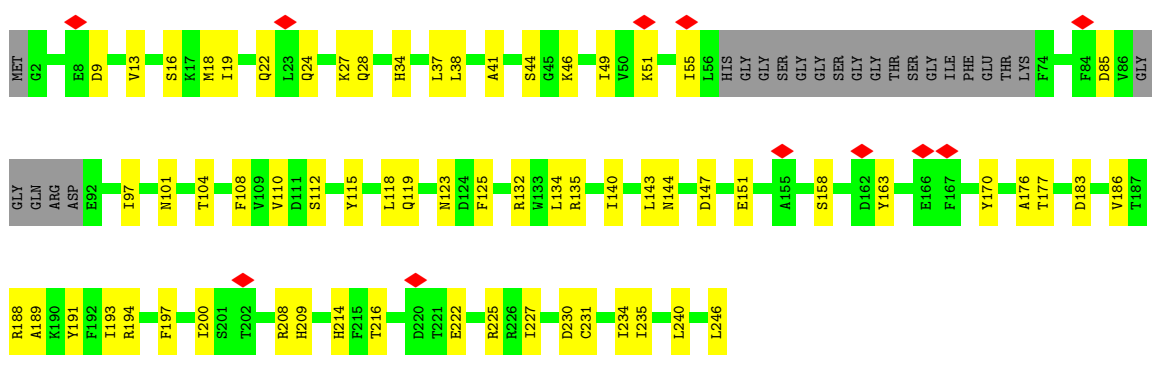 MET G2 E8 D9 V13 S16 K17 M18 I19 Q22 L23 Q24 K27 Q28 H34 L37 L38 A41 S44 G45 K46 I49 V50 K51 I55 L56 HIS GLY GLY SER GLY GLY SER GLY GLY THR SER GLY ILE PHE GLU THR LYS F74 F84 D85 V86 GLY
GLY GLN ARG ASP E92 I97 N101 T104 F108 V109 V110 D111 S112 Y115 L118 Q119 N123 D124 F125 R132 W133 L134 R135 I140 L143 N144 D147 E151 A155 S158 D162 Y163 E166 F167 Y170 A176 T177 D183 V186 T187
R188 A189 K190 Y191 F192 I193 R194 F197 I200 S201 T202 R208 H209 H214 F215 T216 D220 T221 E222 R225 R226 I227 D230 C231 I234 I235 L240 L246